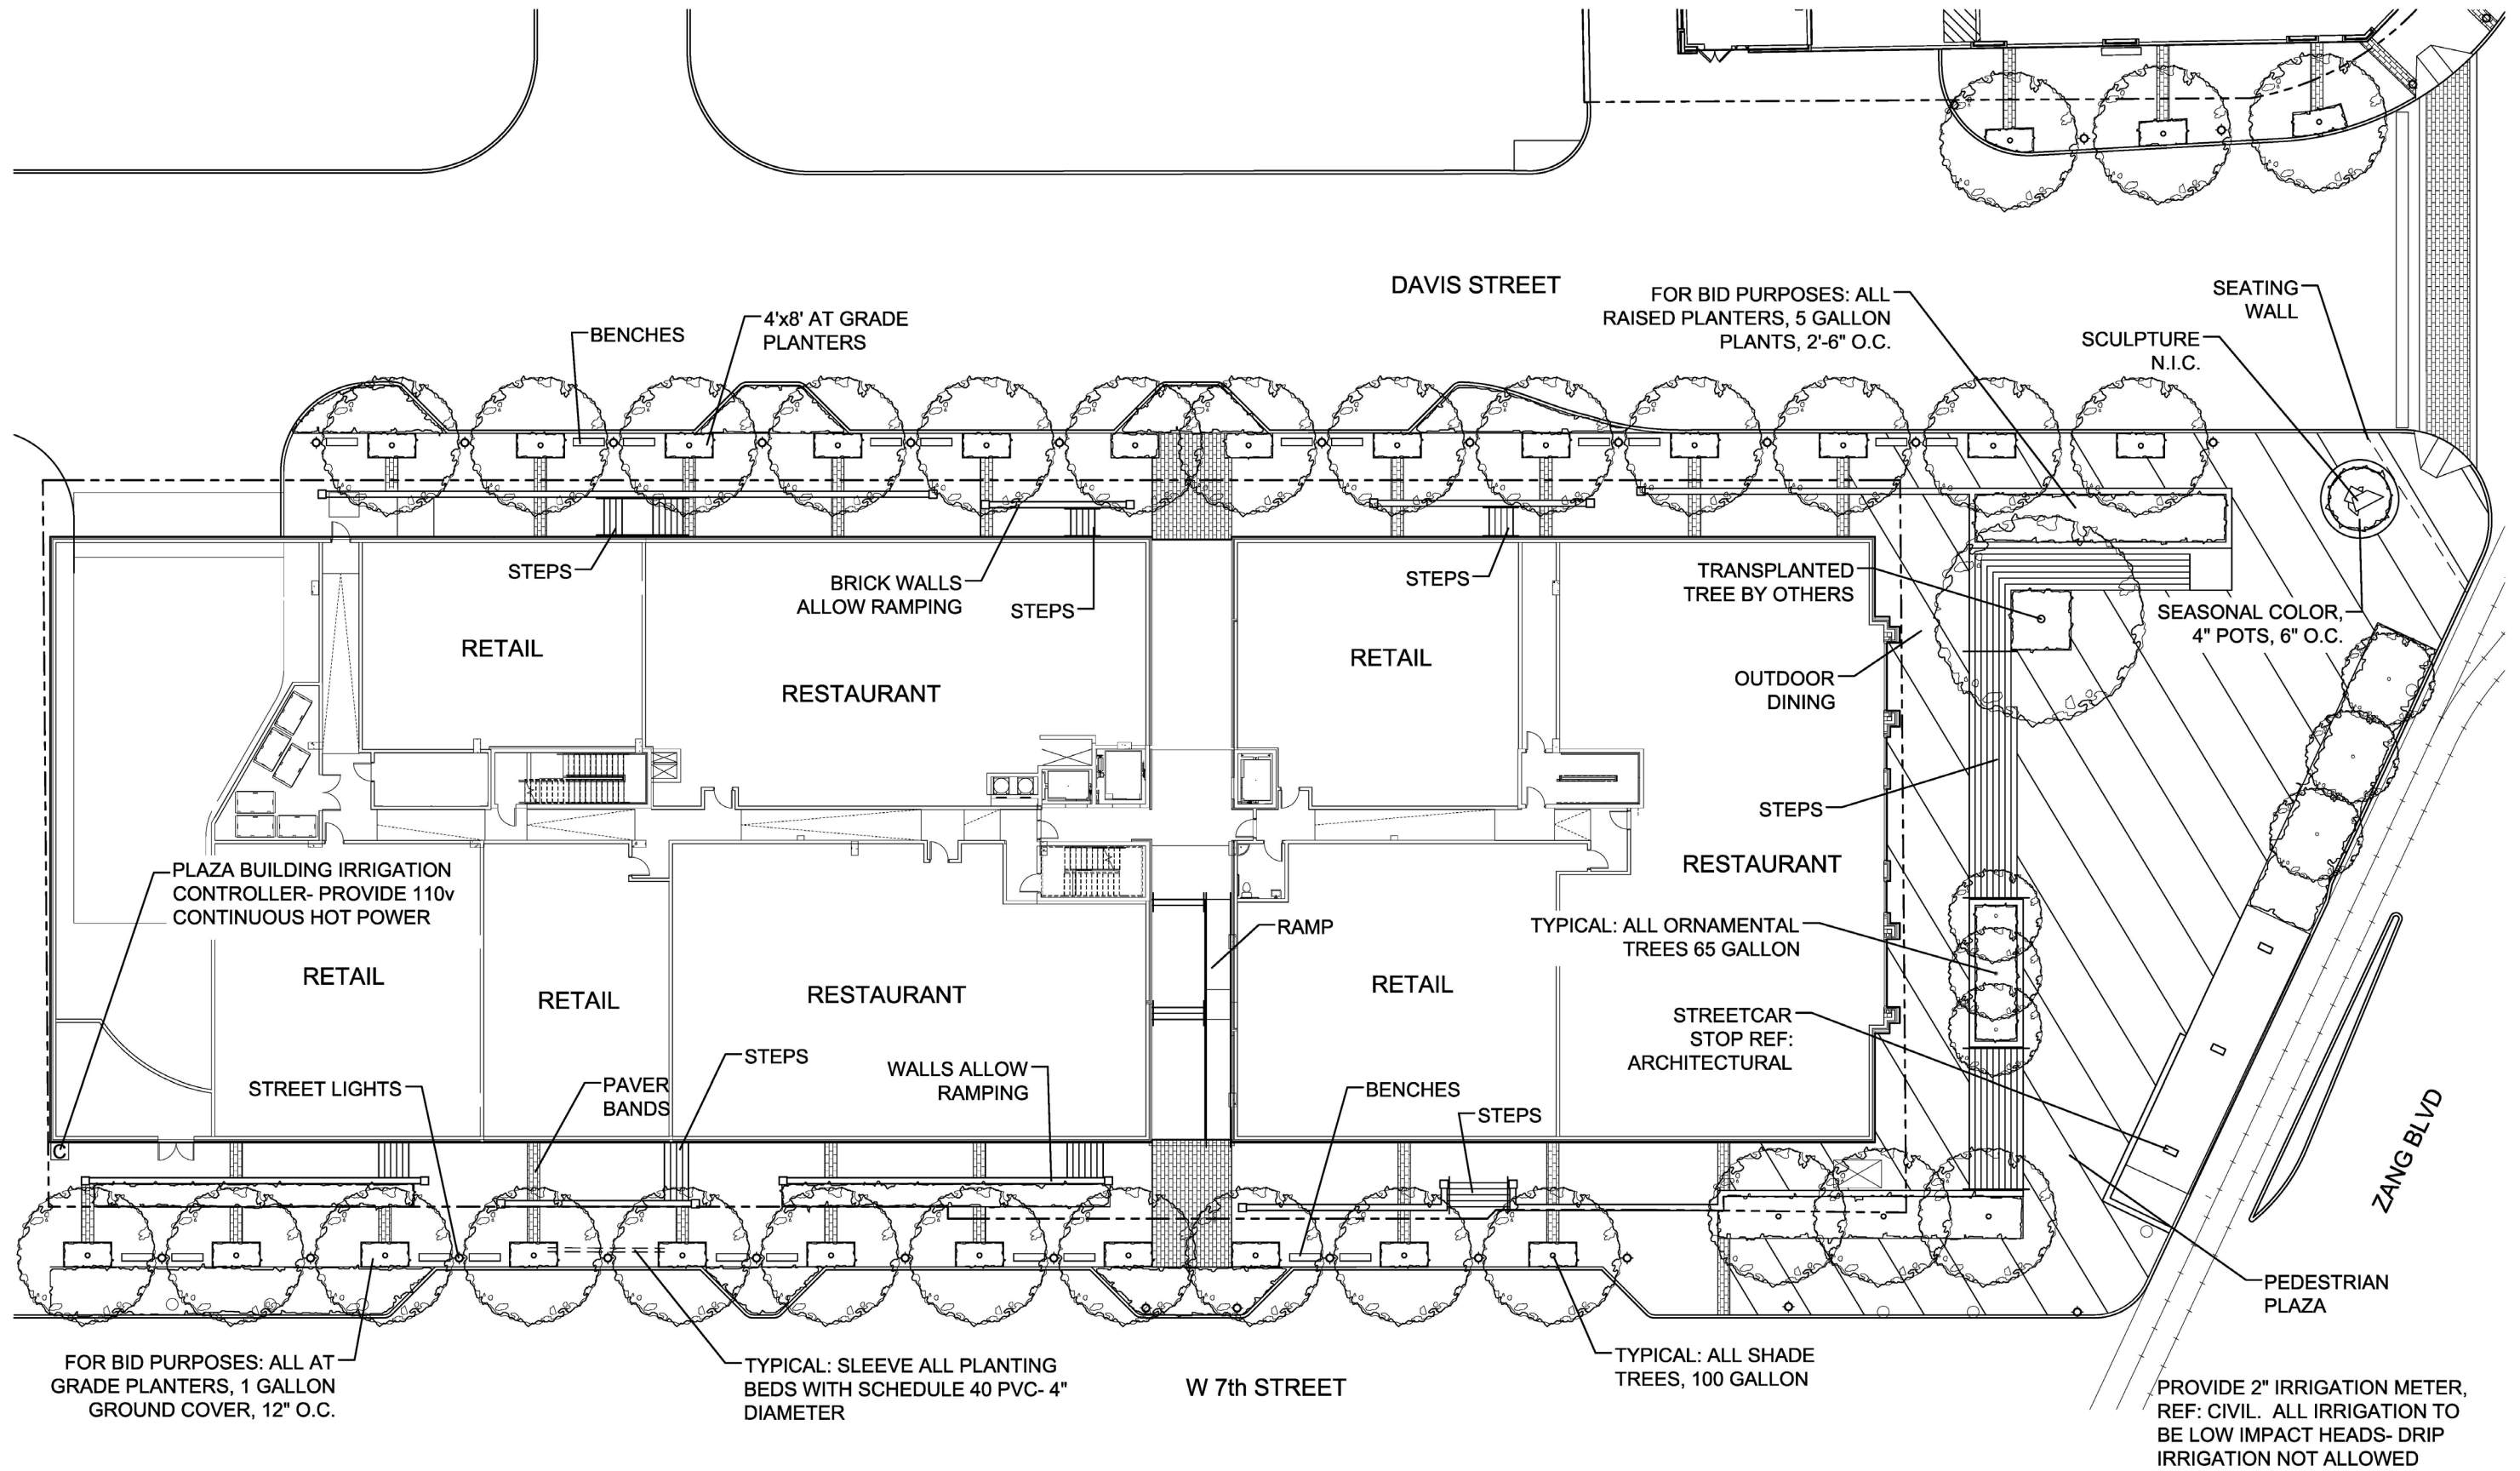 DAVIS STREET
FOR BID PURPOSES: ALL
RAISED PLANTERS, 5 GALLON
PLANTS, 2'-6" O.C.
SEATING
WALL
SCULPTURE
N.I.C.
BENCHES
4'x8' AT GRADE
PLANTERS
STEPS
BRICK WALLS
ALLOW RAMPING
STEPS
STEPS
TRANSPLANTED
TREE BY OTHERS
SEASONAL COLOR,
4" POTS, 6" O.C.
RETAIL
RESTAURANT
RETAIL
OUTDOOR
DINING
STEPS
PLAZA BUILDING IRRIGATION
CONTROLLER- PROVIDE 110v
CONTINUOUS HOT POWER
RESTAURANT
RAMP
TYPICAL: ALL ORNAMENTAL
TREES 65 GALLON
RETAIL
RETAIL
RESTAURANT
RETAIL
STREETCAR
STOP REF:
ARCHITECTURAL
STREET LIGHTS
PAVER
BANDS
STEPS
WALLS ALLOW
RAMPING
BENCHES
STEPS
ZANG BLVD
C
PEDESTRIAN
PLAZA
FOR BID PURPOSES: ALL AT
GRADE PLANTERS, 1 GALLON
GROUND COVER, 12" O.C.
TYPICAL: SLEEVE ALL PLANTING
BEDS WITH SCHEDULE 40 PVC- 4"
DIAMETER
W 7th STREET
TYPICAL: ALL SHADE
TREES, 100 GALLON
PROVIDE 2" IRRIGATION METER,
REF: CIVIL.  ALL IRRIGATION TO
BE LOW IMPACT HEADS- DRIP
IRRIGATION NOT ALLOWED